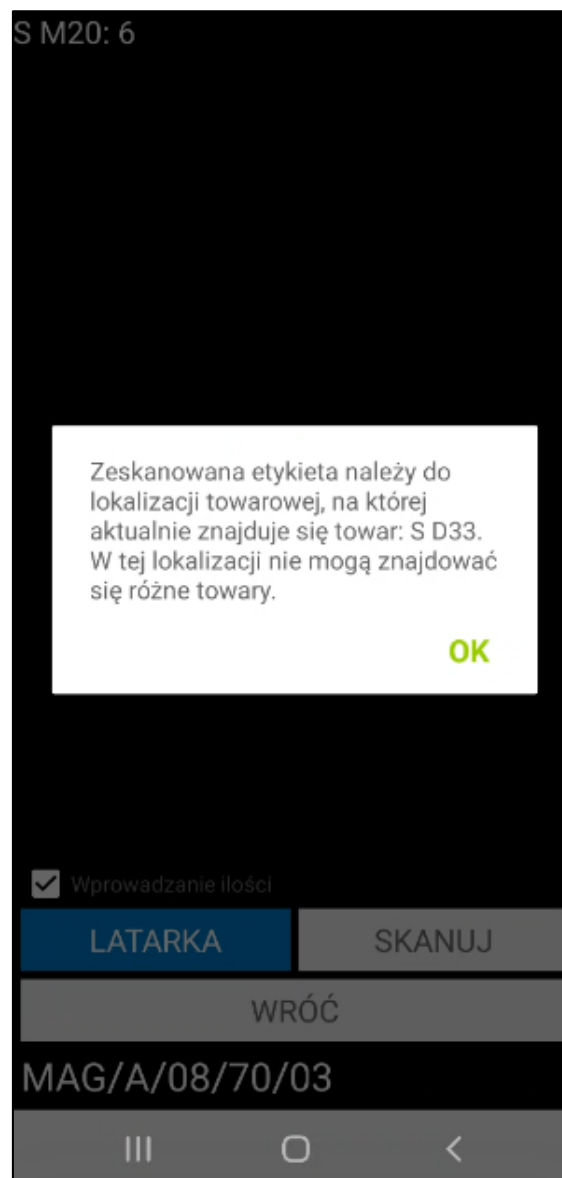 S M20: 6
Zeskanowana etykieta należy do
lokalizacji towarowej, na której
aktualnie znajduje się towar: S D33.
W tej lokalizacji nie mogą znajdować
się różne towary.
OK
Wprowadzanie ilości
LATARKA
SKANUJ
WRÓĆ
MAG/A/08/70/03